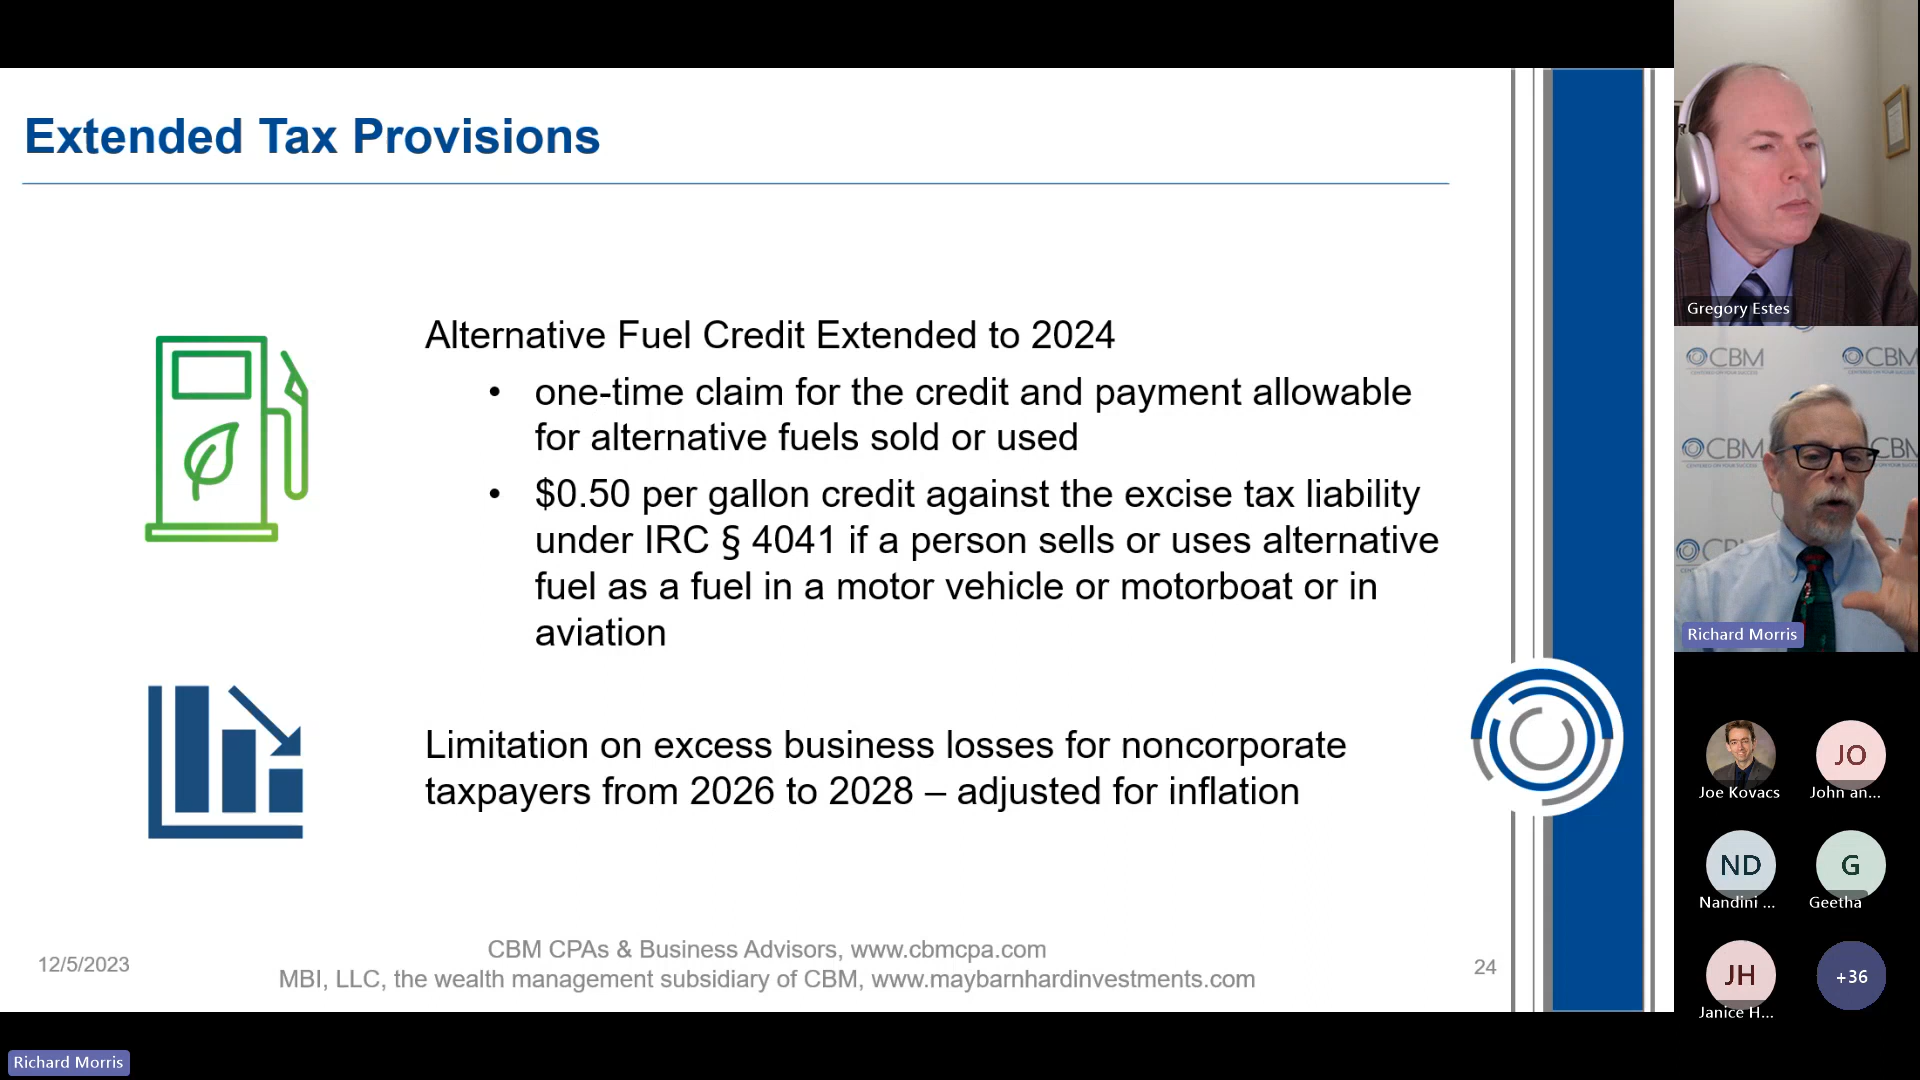 Extended Tax Provisions
Alternative Fuel Credit Extended to 2024
• one-time claim for the credit and payment allowable
for alternative fuels sold or used
• $0.50 per gallon credit against the excise tax liability
under IRC § 4041 if a person sells or uses alternative
fuel as a fuel in a motor vehicle or motorboat or in
aviation
Limitation on excess business losses for noncorporate
taxpayers from 2026 to 2028 – adjusted for inflation
12/5/2023
CBM CPAs & Business Advisors, www.cbmcpa.com
MBI, LLC, the wealth management subsidiary of CBM, www.maybarnhardinvestments.com
24
Gregory Estes
CBM
CBM
CBM
CBM
Richard Morris
Joe Kovacs
JO
John an...
ND
Nandini ...
G
Geetha
JH
Janice H...
+36
Richard Morris